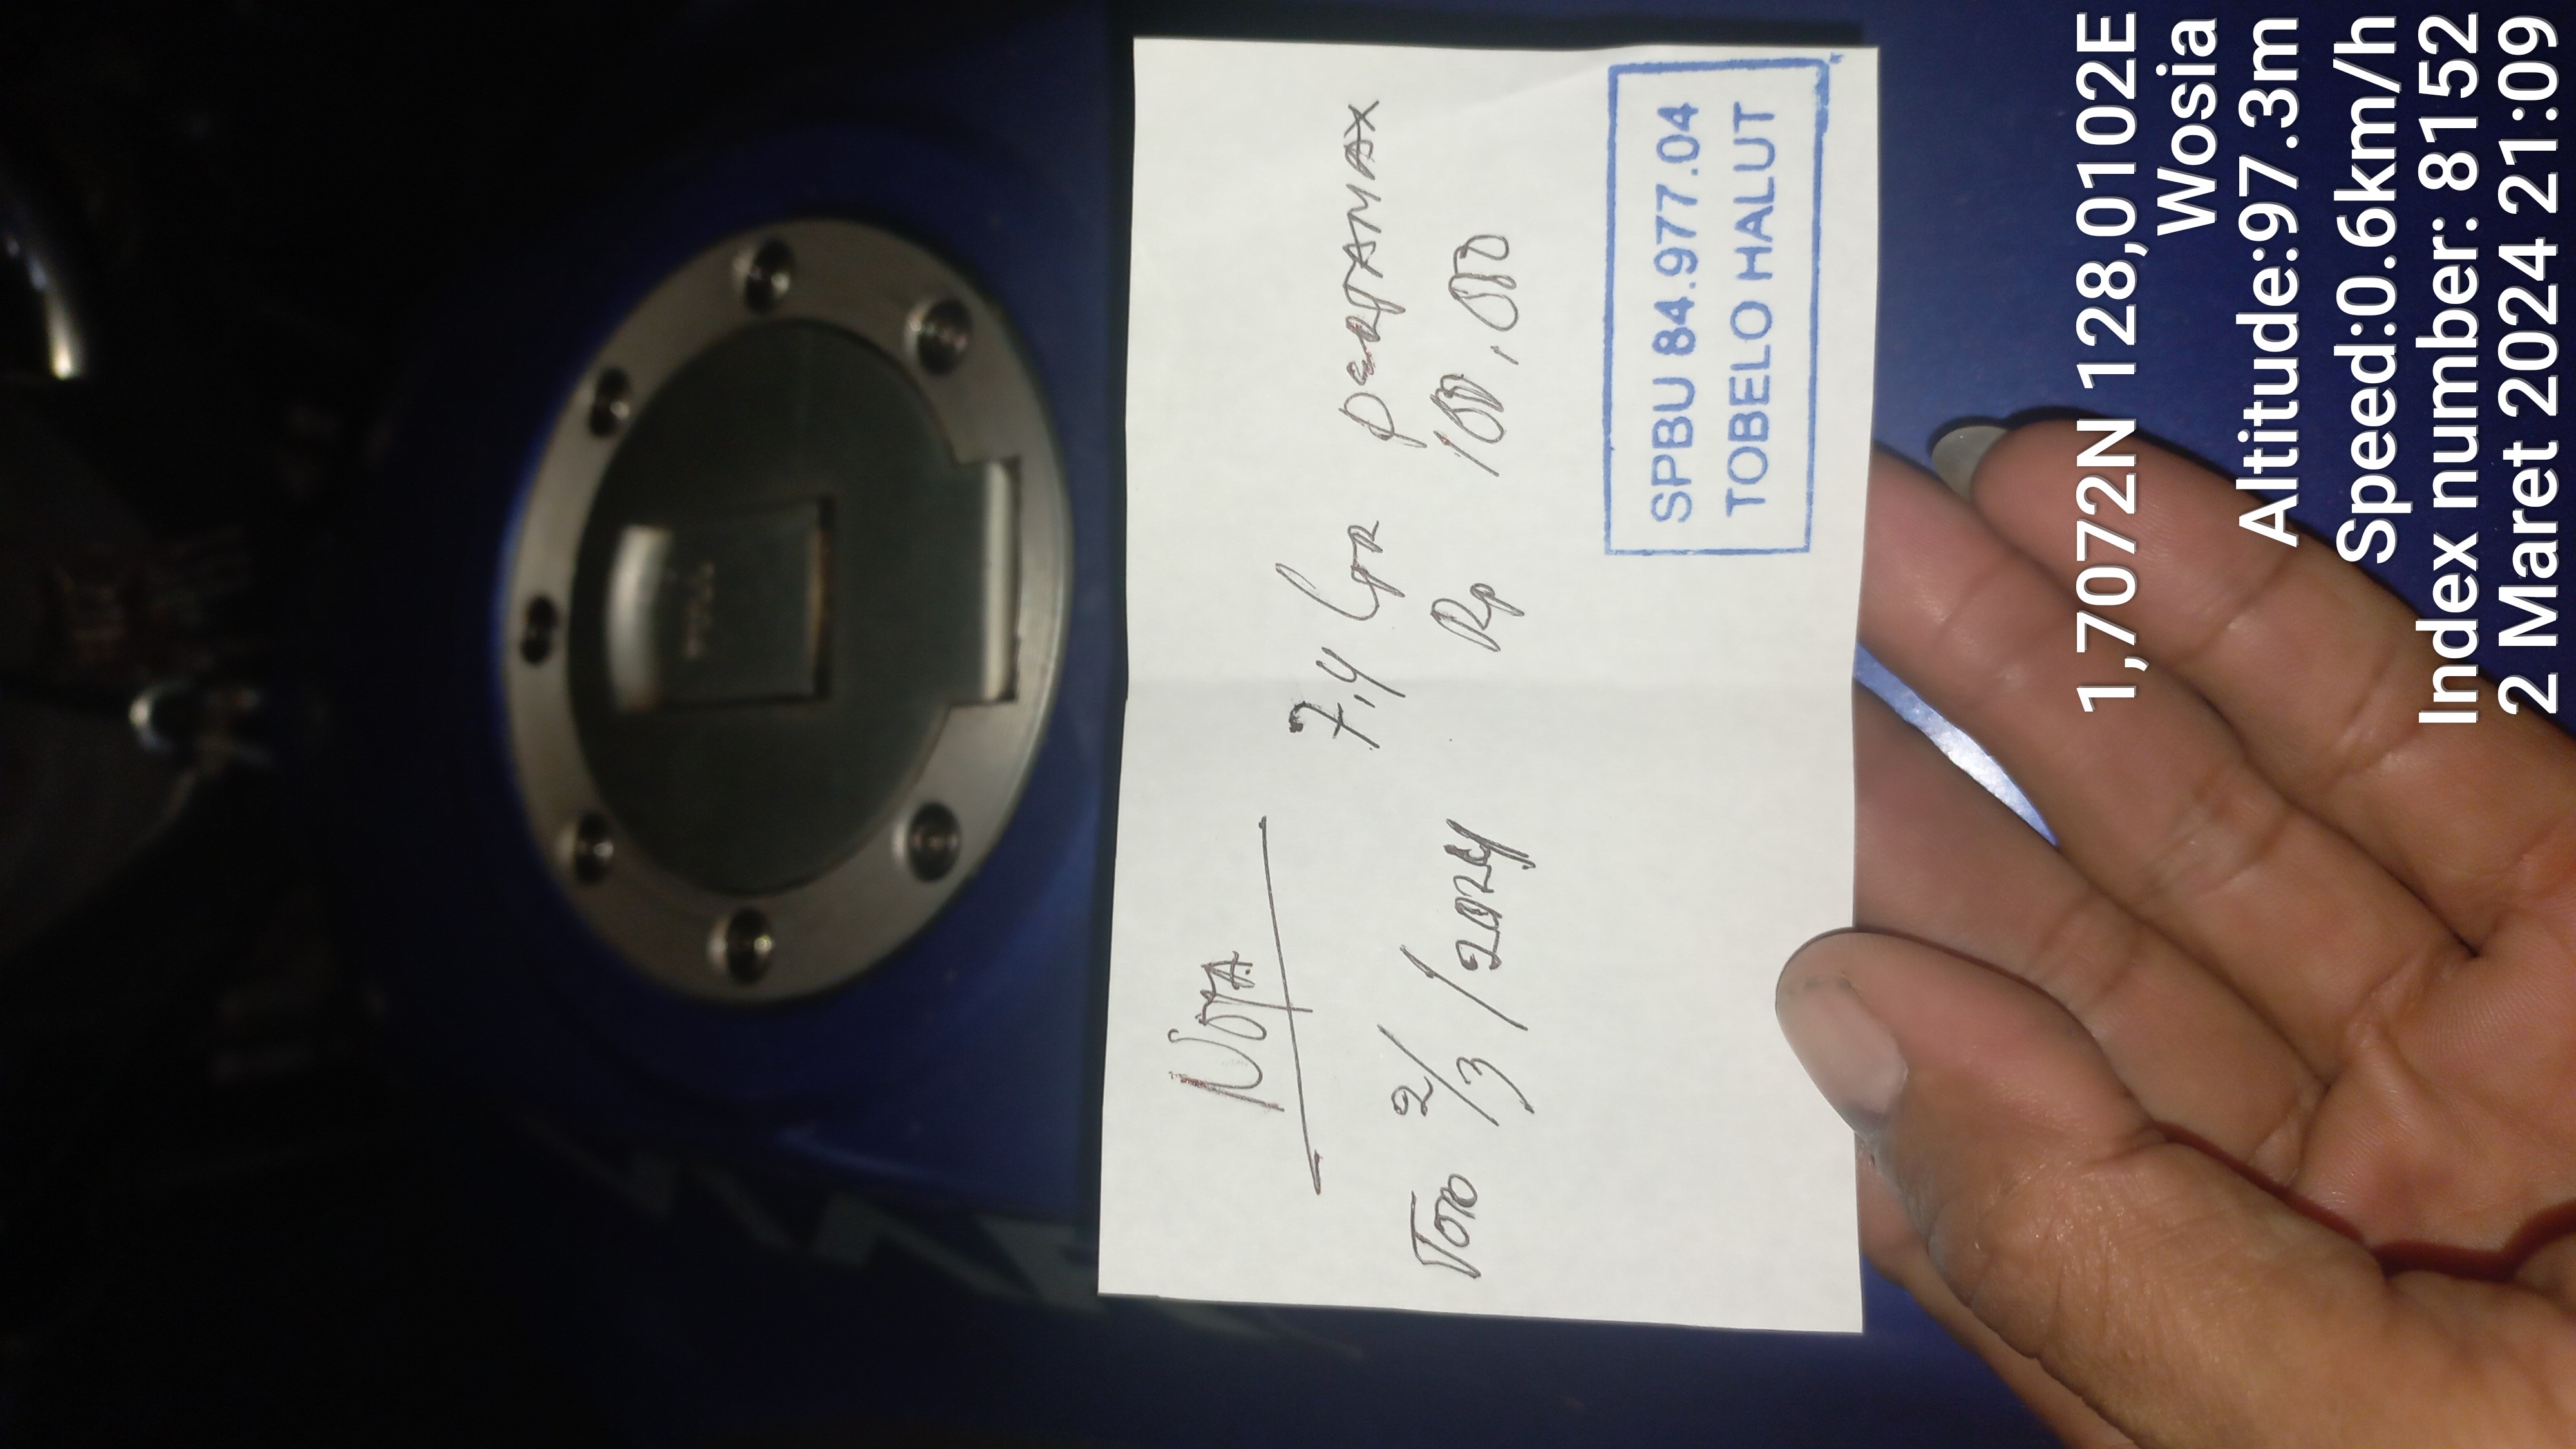 NOTA
7,4 Ltr PERTAMAX
Tobo 2/3/2024 Rp 100,000
SPBU 84.977.04
TOBELO HALUT
1,7072N 128,0102E
Wosia
Altitude:97.3m
Speed:0.6km/h
Index number: 8152
2 Maret 2024 21:09